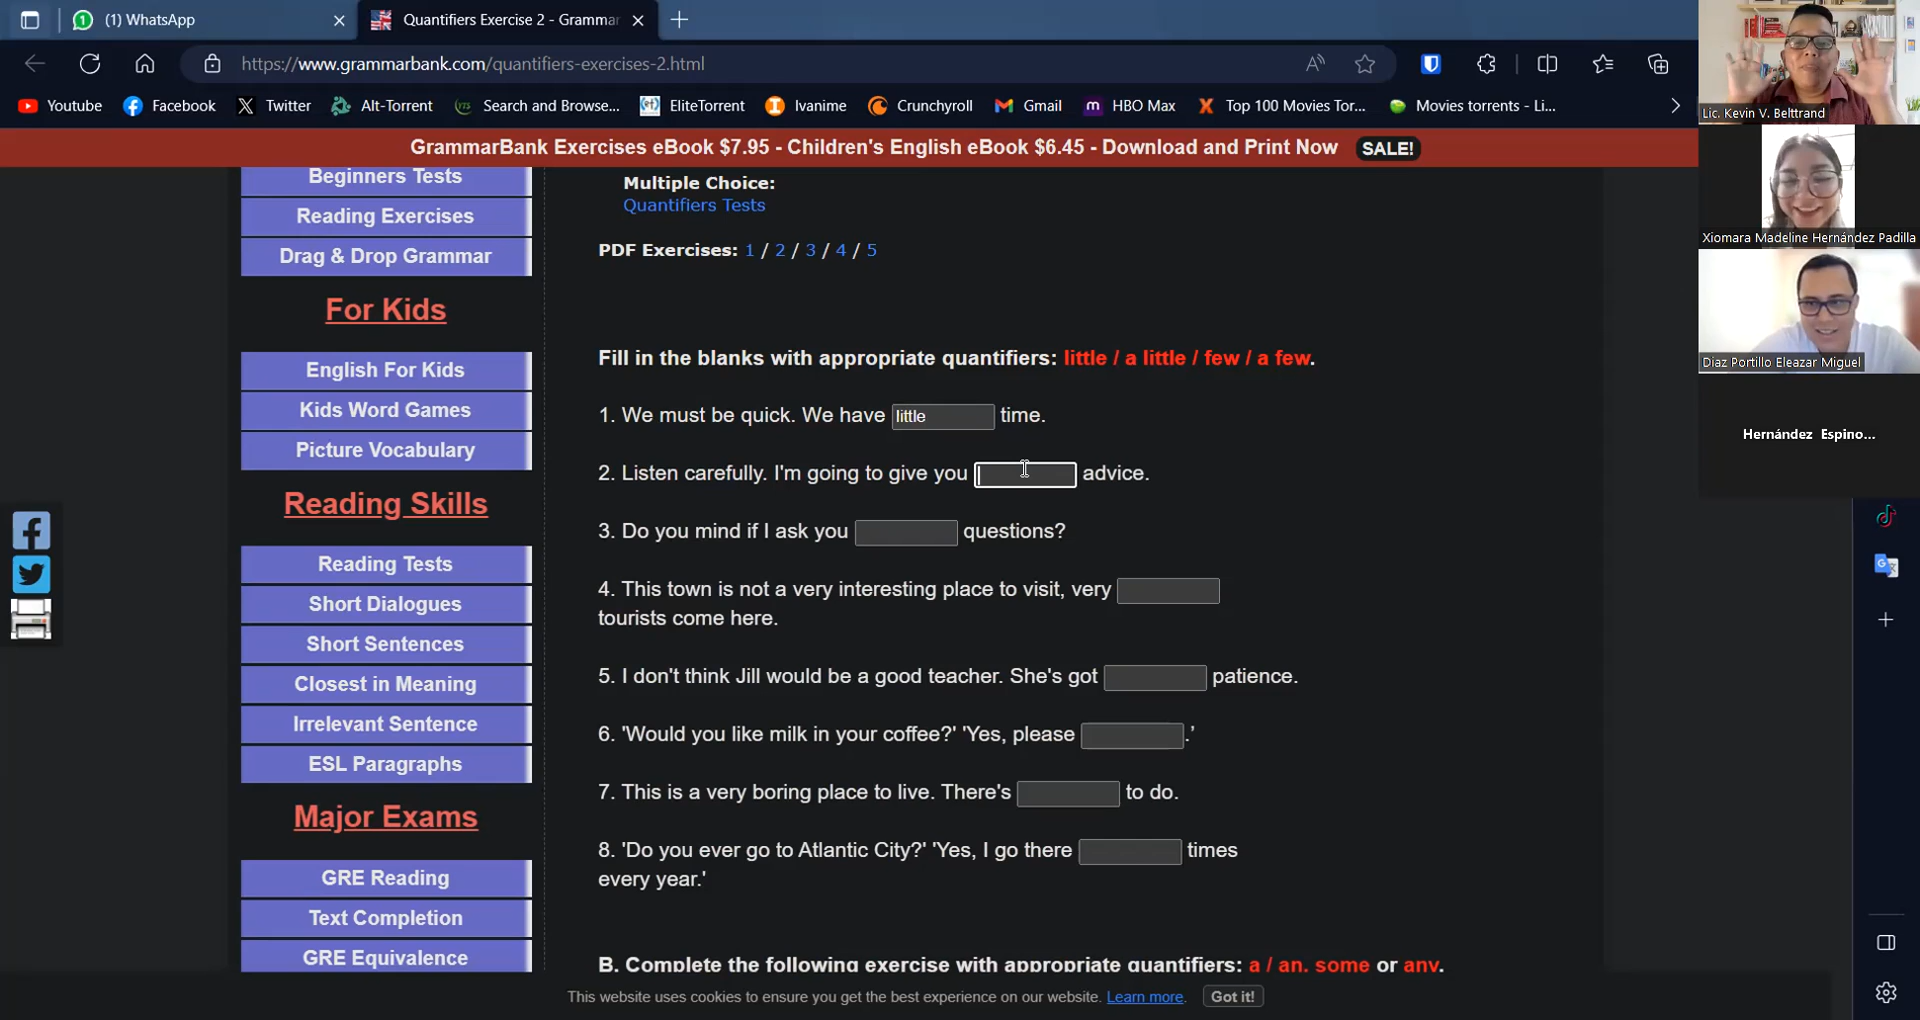 (1) WhatsApp
Quantifiers Exercise 2 - Grammar
https://www.grammarbank.com/quantifiers-exercises-2.html
Youtube
Facebook
Twitter
Alt-Torrent
Search and Browse...
EliteTorrent
Ivanime
Crunchyroll
Gmail
HBO Max
Top 100 Movies Tor...
Movies torrents - Li...
GrammarBank Exercises eBook $7.95 - Children's English eBook $6.45 - Download and Print Now SALE!
Beginners Tests
Reading Exercises
Drag & Drop Grammar
For Kids
English For Kids
Kids Word Games
Picture Vocabulary
Reading Skills
Reading Tests
Short Dialogues
Short Sentences
Closest in Meaning
Irrelevant Sentence
ESL Paragraphs
Major Exams
GRE Reading
Text Completion
GRE Equivalence
Multiple Choice:
Quantifiers Tests
PDF Exercises: 1 / 2 / 3 / 4 / 5
Fill in the blanks with appropriate quantifiers: little / a little / few / a few.
1. We must be quick. We have little time.
2. Listen carefully. I'm going to give you advice.
3. Do you mind if I ask you questions?
4. This town is not a very interesting place to visit, very
tourists come here.
5. I don't think Jill would be a good teacher. She's got patience.
6. 'Would you like milk in your coffee?' 'Yes, please .'
7. This is a very boring place to live. There's to do.
8. 'Do you ever go to Atlantic City?' 'Yes, I go there times
every year.'
B. Complete the following exercise with appropriate quantifiers: a / an, some or any.
This website uses cookies to ensure you get the best experience on our website. Learn more. Got it!
Lic. Kevin V. Belttrand
Xiomara Madeline Hernández Padilla
Diaz Portillo Eleazar Miguel
Hernández Espino...